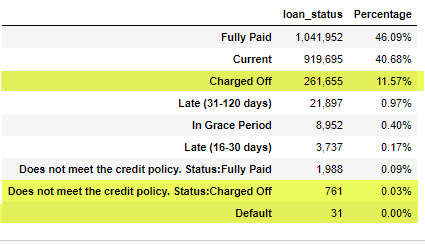 loan_status Percentage
Fully Paid 1,041,952 46.09%
Current 919,695 40.68%
Charged Off 261,655 11.57%
Late (31-120 days) 21,897 0.97%
In Grace Period 8,952 0.40%
Late (16-30 days) 3,737 0.17%
Does not meet the credit policy. Status:Fully Paid 1,988 0.09%
Does not meet the credit policy. Status:Charged Off 761 0.03%
Default 31 0.00%